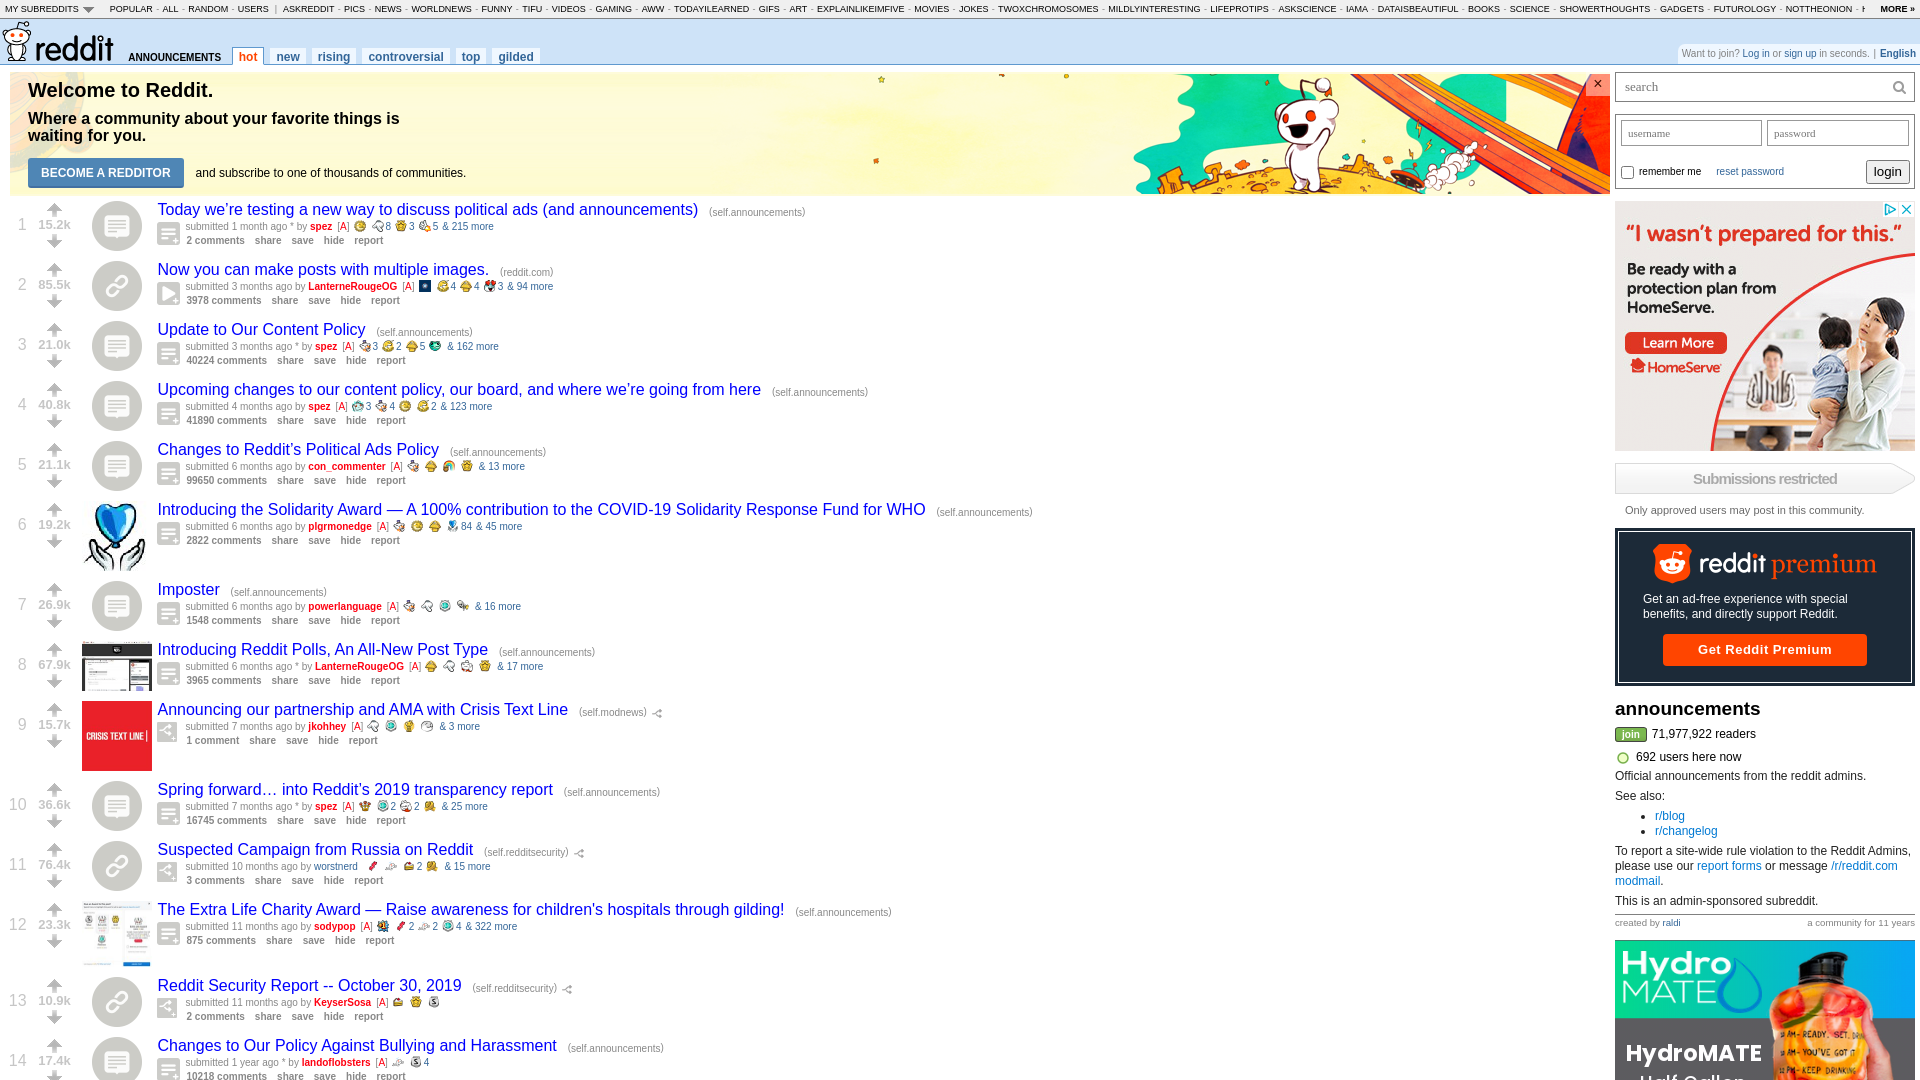 MY SUBREDDITS POPULAR - ALL - RANDOM - USERS | ASKREDDIT - PICS - NEWS - WORLDNEWS - FUNNY - TIFU - VIDEOS - GAMING - AWW - TODAYILEARNED - GIFS - ART - EXPLAINLIKEIMFIVE - MOVIES - JOKES - TWOXCHROMOSOMES - MILDLYINTERESTING - LIFEPROTIPS - ASKSCIENCE - IAMA - DATAISBEAUTIFUL - BOOKS - SCIENCE - SHOWERTHOUGHTS - GADGETS - FUTUROLOGY - NOTTHEONION - MORE »
reddit ANNOUNCEMENTS hot new rising controversial top gilded
Want to join? Log in or sign up in seconds. | English
Welcome to Reddit.
Where a community about your favorite things is
waiting for you.
BECOME A REDDITOR and subscribe to one of thousands of communities.
×
1 15.2k
Today we’re testing a new way to discuss political ads (and announcements) (self.announcements)
submitted 1 month ago * by spez [A] 8 3 5 & 215 more
2 comments share save hide report
2 85.5k
Now you can make posts with multiple images. (reddit.com)
submitted 3 months ago by LanterneRougeOG [A] 4 4 3 & 94 more
3978 comments share save hide report
3 21.0k
Update to Our Content Policy (self.announcements)
submitted 3 months ago * by spez [A] 3 2 5 & 162 more
40224 comments share save hide report
4 40.8k
Upcoming changes to our content policy, our board, and where we’re going from here (self.announcements)
submitted 4 months ago by spez [A] 3 4 2 & 123 more
41890 comments share save hide report
5 21.1k
Changes to Reddit’s Political Ads Policy (self.announcements)
submitted 6 months ago by con_commenter [A] & 13 more
99650 comments share save hide report
6 19.2k
Introducing the Solidarity Award — A 100% contribution to the COVID-19 Solidarity Response Fund for WHO (self.announcements)
submitted 6 months ago by plgrmonedge [A] 84 & 45 more
2822 comments share save hide report
7 26.9k
Imposter (self.announcements)
submitted 6 months ago by powerlanguage [A] & 16 more
1548 comments share save hide report
8 67.9k
Introducing Reddit Polls, An All-New Post Type (self.announcements)
submitted 6 months ago * by LanterneRougeOG [A] & 17 more
3965 comments share save hide report
9 15.7k
CRISIS TEXT LINE |
Announcing our partnership and AMA with Crisis Text Line (self.modnews)
submitted 7 months ago by jkohhey [A] & 3 more
1 comment share save hide report
10 36.6k
Spring forward… into Reddit’s 2019 transparency report (self.announcements)
submitted 7 months ago * by spez [A] 2 2 & 25 more
16745 comments share save hide report
11 76.4k
Suspected Campaign from Russia on Reddit (self.redditsecurity)
submitted 10 months ago by worstnerd 2 & 15 more
3 comments share save hide report
12 23.3k
The Extra Life Charity Award — Raise awareness for children's hospitals through gilding! (self.announcements)
submitted 11 months ago by sodypop [A] 2 2 4 & 322 more
875 comments share save hide report
13 10.9k
Reddit Security Report -- October 30, 2019 (self.redditsecurity)
submitted 11 months ago by KeyserSosa [A]
2 comments share save hide report
14 17.4k
Changes to Our Policy Against Bullying and Harassment (self.announcements)
submitted 1 year ago * by landoflobsters [A] 4
10218 comments share save hide report
search
username password
remember me reset password login
“I wasn’t prepared for this.”
Be ready with a
protection plan from
HomeServe.
Learn More
HomeServe
Submissions restricted
Only approved users may post in this community.
reddit premium
Get an ad-free experience with special
benefits, and directly support Reddit.
Get Reddit Premium
announcements
join 71,977,922 readers
692 users here now
Official announcements from the reddit admins.
See also:
• r/blog
• r/changelog
To report a site-wide rule violation to the Reddit Admins,
please use our report forms or message /r/reddit.com
modmail.
This is an admin-sponsored subreddit.
created by raldi a community for 11 years
Hydro
MATE
HydroMATE
Half Gallon